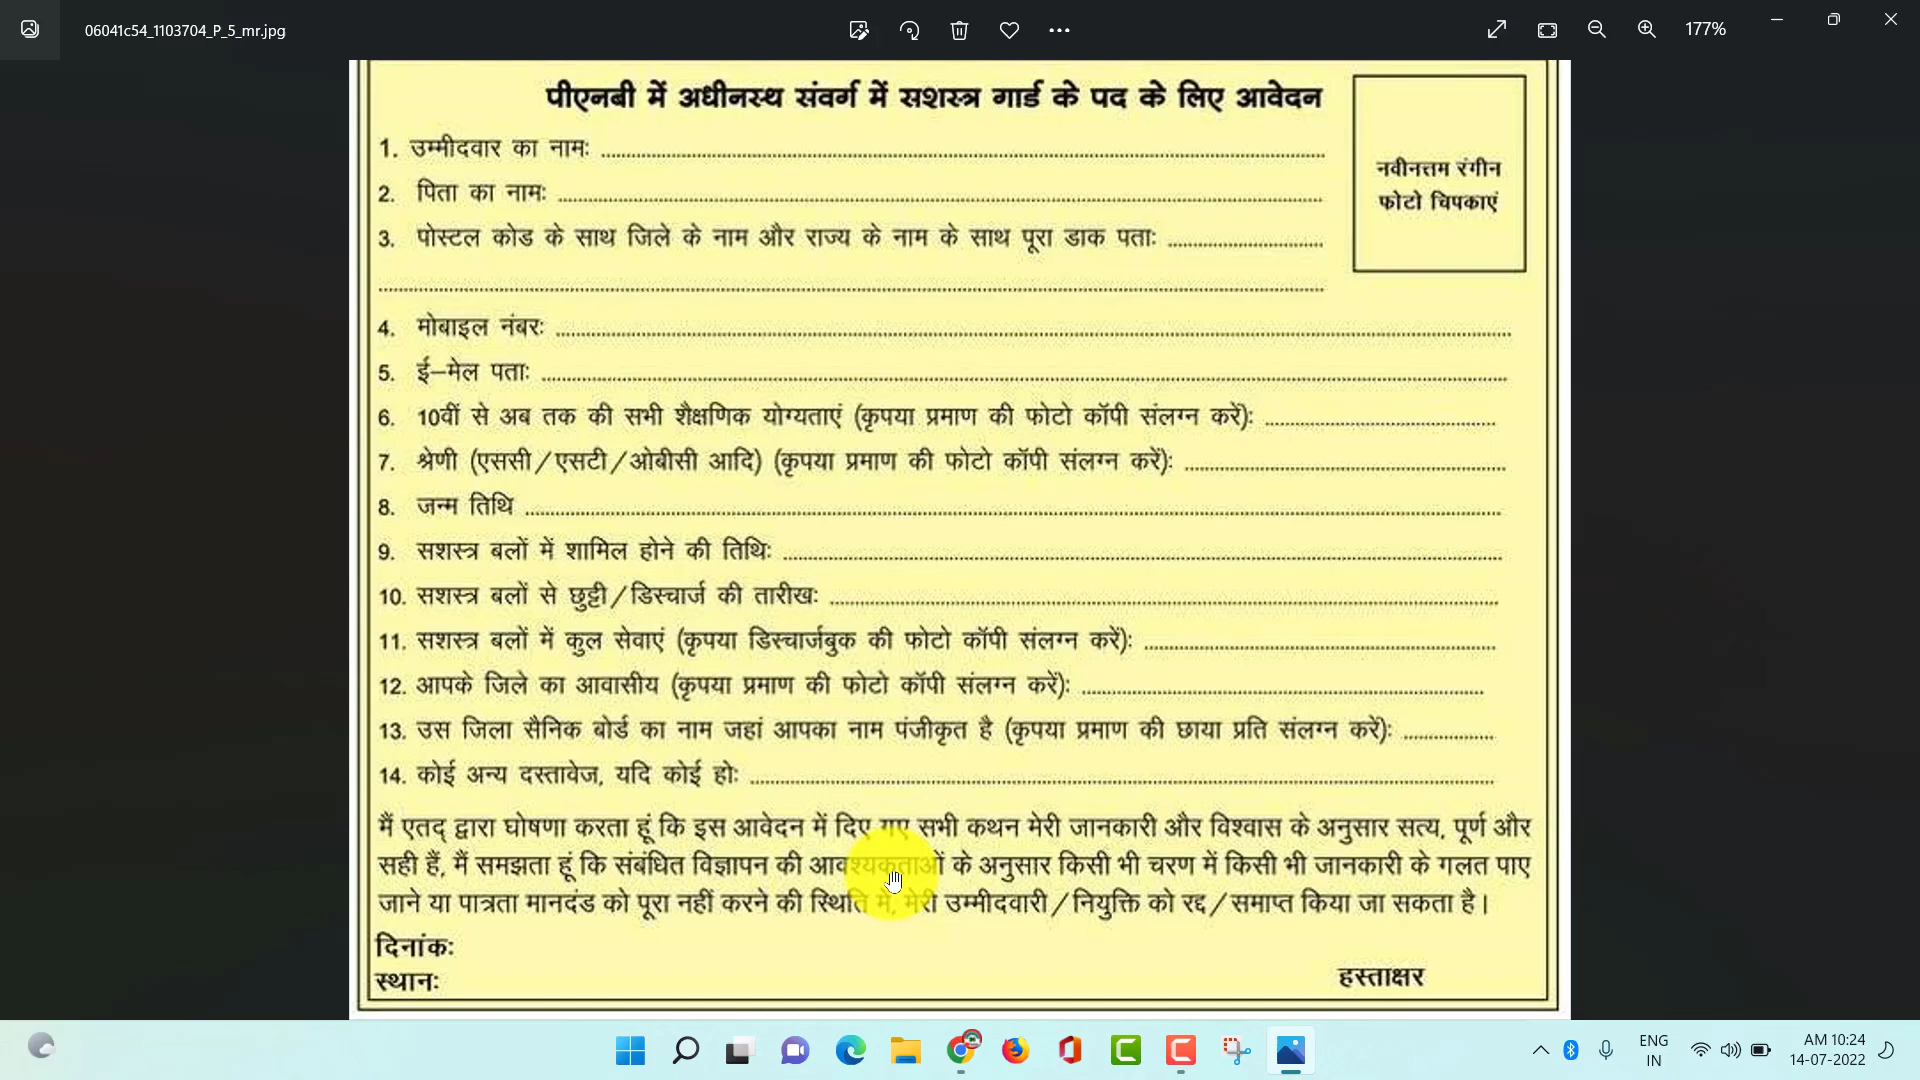 06041c54_1103704_P_5_mr.jpg
177%
पीएनबी में अधीनस्थ संवर्ग में सशस्त्र गार्ड के पद के लिए आवेदन
नवीनत्तम रंगीन
फोटो चिपकाएं
1. उम्मीदवार का नामः
2. पिता का नामः
3. पोस्टल कोड के साथ जिले के नाम और राज्य के नाम के साथ पूरा डाक पताः
4. मोबाइल नंबरः
5. ई–मेल पताः
6. 10वीं से अब तक की सभी शैक्षणिक योग्यताएं (कृपया प्रमाण की फोटो कॉपी संलग्न करें)ः
7. श्रेणी (एससी/एसटी/ओबीसी आदि) (कृपया प्रमाण की फोटो कॉपी संलग्न करें)ः
8. जन्म तिथि
9. सशस्त्र बलों में शामिल होने की तिथिः
10. सशस्त्र बलों से छुट्टी/डिस्चार्ज की तारीखः
11. सशस्त्र बलों में कुल सेवाएं (कृपया डिस्चार्जबुक की फोटो कॉपी संलग्न करें)ः
12. आपके जिले का आवासीय (कृपया प्रमाण की फोटो कॉपी संलग्न करें)ः
13. उस जिला सैनिक बोर्ड का नाम जहां आपका नाम पंजीकृत है (कृपया प्रमाण की छाया प्रति संलग्न करें)ः
14. कोई अन्य दस्तावेज, यदि कोई होः
मैं एतद् द्वारा घोषणा करता हूं कि इस आवेदन में दिए गए सभी कथन मेरी जानकारी और विश्वास के अनुसार सत्य, पूर्ण और
सही हैं, मैं समझता हूं कि संबंधित विज्ञापन की आवश्यकताओं के अनुसार किसी भी चरण में किसी भी जानकारी के गलत पाए
जाने या पात्रता मानदंड को पूरा नहीं करने की स्थिति में, मेरी उम्मीदवारी/नियुक्ति को रद्द/समाप्त किया जा सकता है।
दिनांकः
स्थानः
हस्ताक्षर
ENG
IN
AM 10:24
14-07-2022